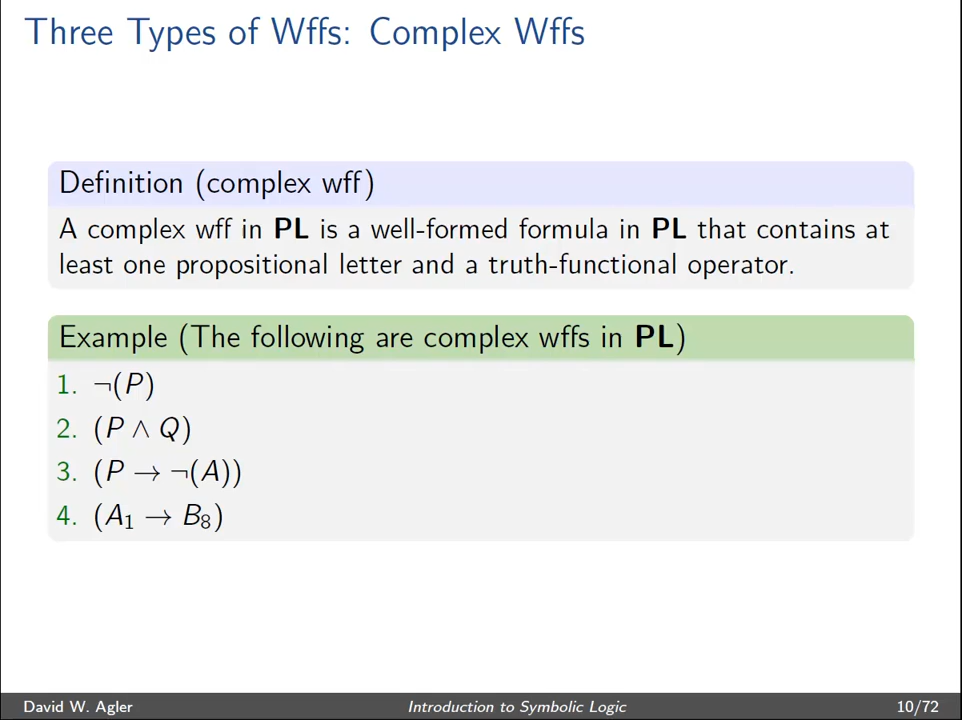 Three Types of Wffs: Complex Wffs
Definition (complex wff)
A complex wff in PL is a well-formed formula in PL that contains at
least one propositional letter and a truth-functional operator.
Example (The following are complex wffs in PL)
1. ¬(P)
2. (P ∧ Q)
3. (P → ¬(A))
4. (A₁ → B₈)
David W. Agler Introduction to Symbolic Logic 10/72